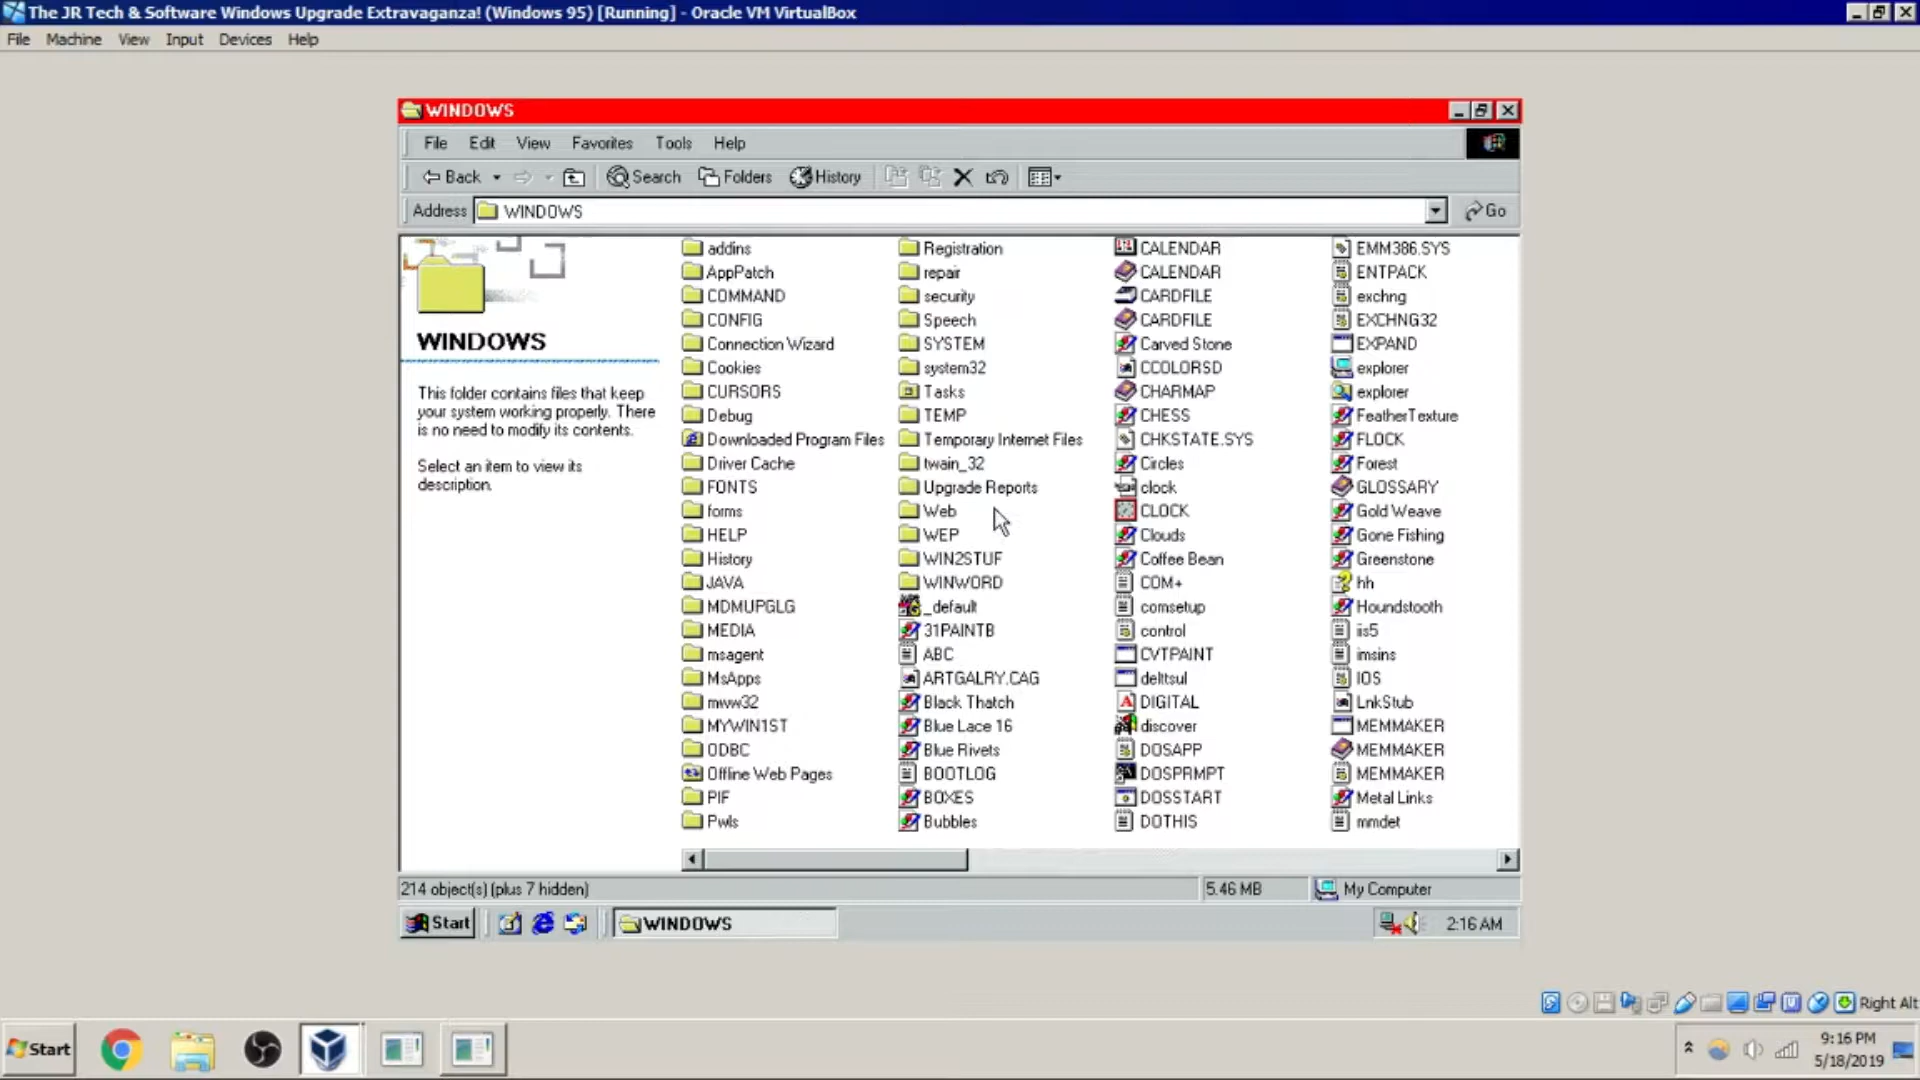 The JR Tech & Software Windows Upgrade Extravaganza! (Windows 95) [Running] - Oracle VM VirtualBox
File Machine View Input Devices Help
WINDOWS
File Edit View Favorites Tools Help
Back Search Folders History
Address WINDOWS Go
WINDOWS
This folder contains files that keep
your system working properly. There
is no need to modify its contents.
Select an item to view its
description.
addins
AppPatch
COMMAND
CONFIG
Connection Wizard
Cookies
CURSORS
Debug
Downloaded Program Files
Driver Cache
FONTS
forms
HELP
History
JAVA
MDMUPGLG
MEDIA
msagent
MsApps
mww32
MYWIN1ST
ODBC
Offline Web Pages
PIF
Pwls
Registration
repair
security
Speech
SYSTEM
system32
Tasks
TEMP
Temporary Internet Files
twain_32
Upgrade Reports
Web
WEP
WIN2STUF
WINWORD
_default
31PAINTB
ABC
ARTGALRY.CAG
Black Thatch
Blue Lace 16
Blue Rivets
BOOTLOG
BOXES
Bubbles
CALENDAR
CALENDAR
CARDFILE
CARDFILE
Carved Stone
CCOLORSD
CHARMAP
CHESS
CHKSTATE.SYS
Circles
clock
CLOCK
Clouds
Coffee Bean
COM+
comsetup
control
CVTPAINT
delttsul
DIGITAL
discover
DOSAPP
DOSPRMPT
DOSSTART
DOTHIS
EMM386.SYS
ENTPACK
exchng
EXCHNG32
EXPAND
explorer
explorer
FeatherTexture
FLOCK
Forest
GLOSSARY
Gold Weave
Gone Fishing
Greenstone
hh
Houndstooth
iis5
imsins
IOS
LnkStub
MEMMAKER
MEMMAKER
MEMMAKER
Metal Links
mmdet
214 object(s) (plus 7 hidden) 5.46 MB My Computer
Start WINDOWS 2:16 AM
Right Alt
Start 9:16 PM
5/18/2019